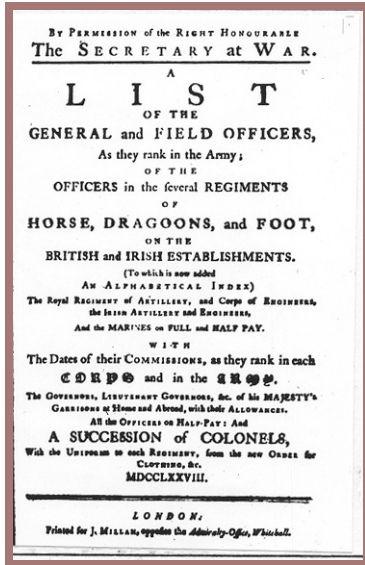 By Permission of the Right Honourable
The Secretary at War.
A
LIST
OF THE
GENERAL and FIELD OFFICERS,
As they rank in the Army;
OF THE
OFFICERS in the ſeveral REGIMENTS
OF
HORSE, DRAGOONS, and FOOT,
ON THE
BRITISH and IRISH ESTABLISHMENTS.
(To which is now added
An Alphabetical Index)
The Royal Regiment of Artillery, and Corps of Engineers,
the Irish Artillery and Engineers,
And the Marines on Full and Half Pay.
WITH
The Dates of their Commissions, as they rank in each
CORPS and in the ARMY.
The Governors, Lieutenant Governors, &c. of his MAJESTY's
Garrisons at Home and Abroad, with their Allowances.
All the Officers on Half-Pay: And
A SUCCESSION of COLONELS,
With the Uniforms to each Regiment, from the new Order for
Clothing, &c.
MDCCLXXVIII.
LONDON:
Printed for J. Millan, oppoſite the Admiralty-Office, Whitehall.